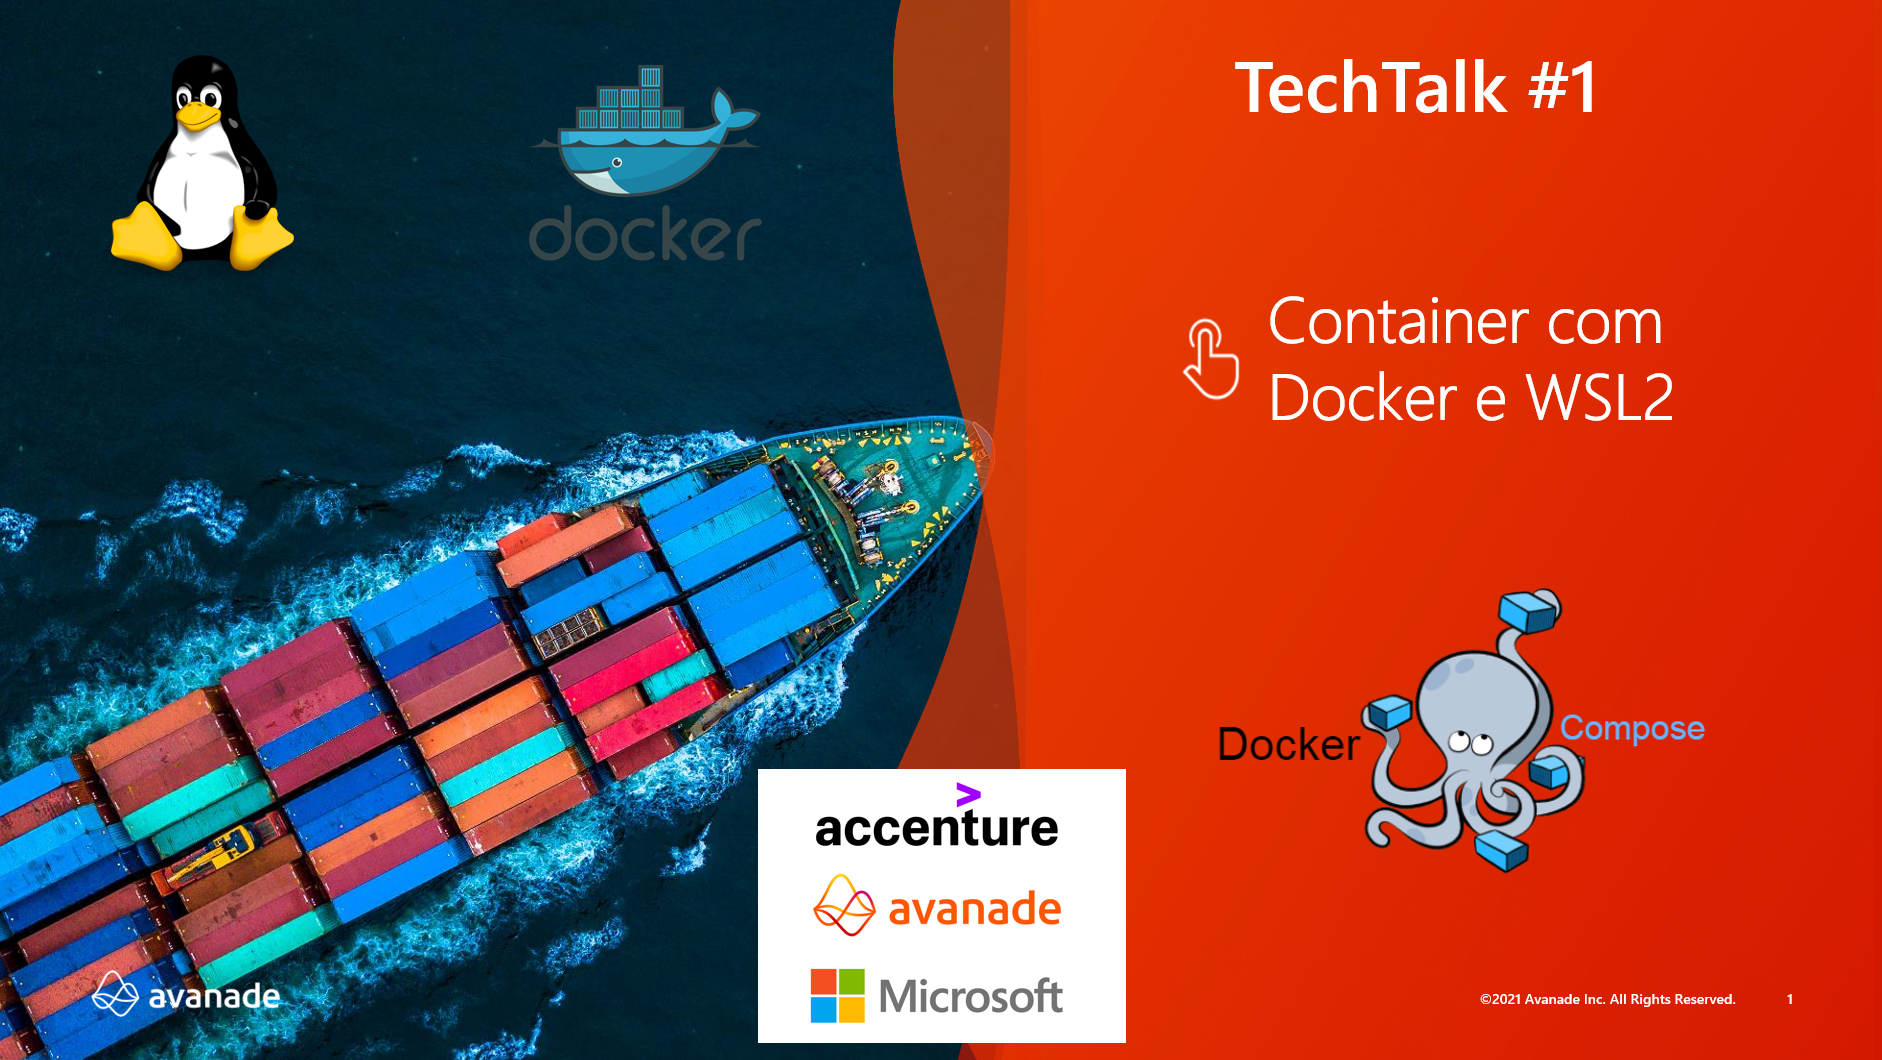 TechTalk #1
docker
Container com
Docker e WSL2
Docker
Compose
accenture
avanade
Microsoft
avanade
©2021 Avanade Inc. All Rights Reserved.
1